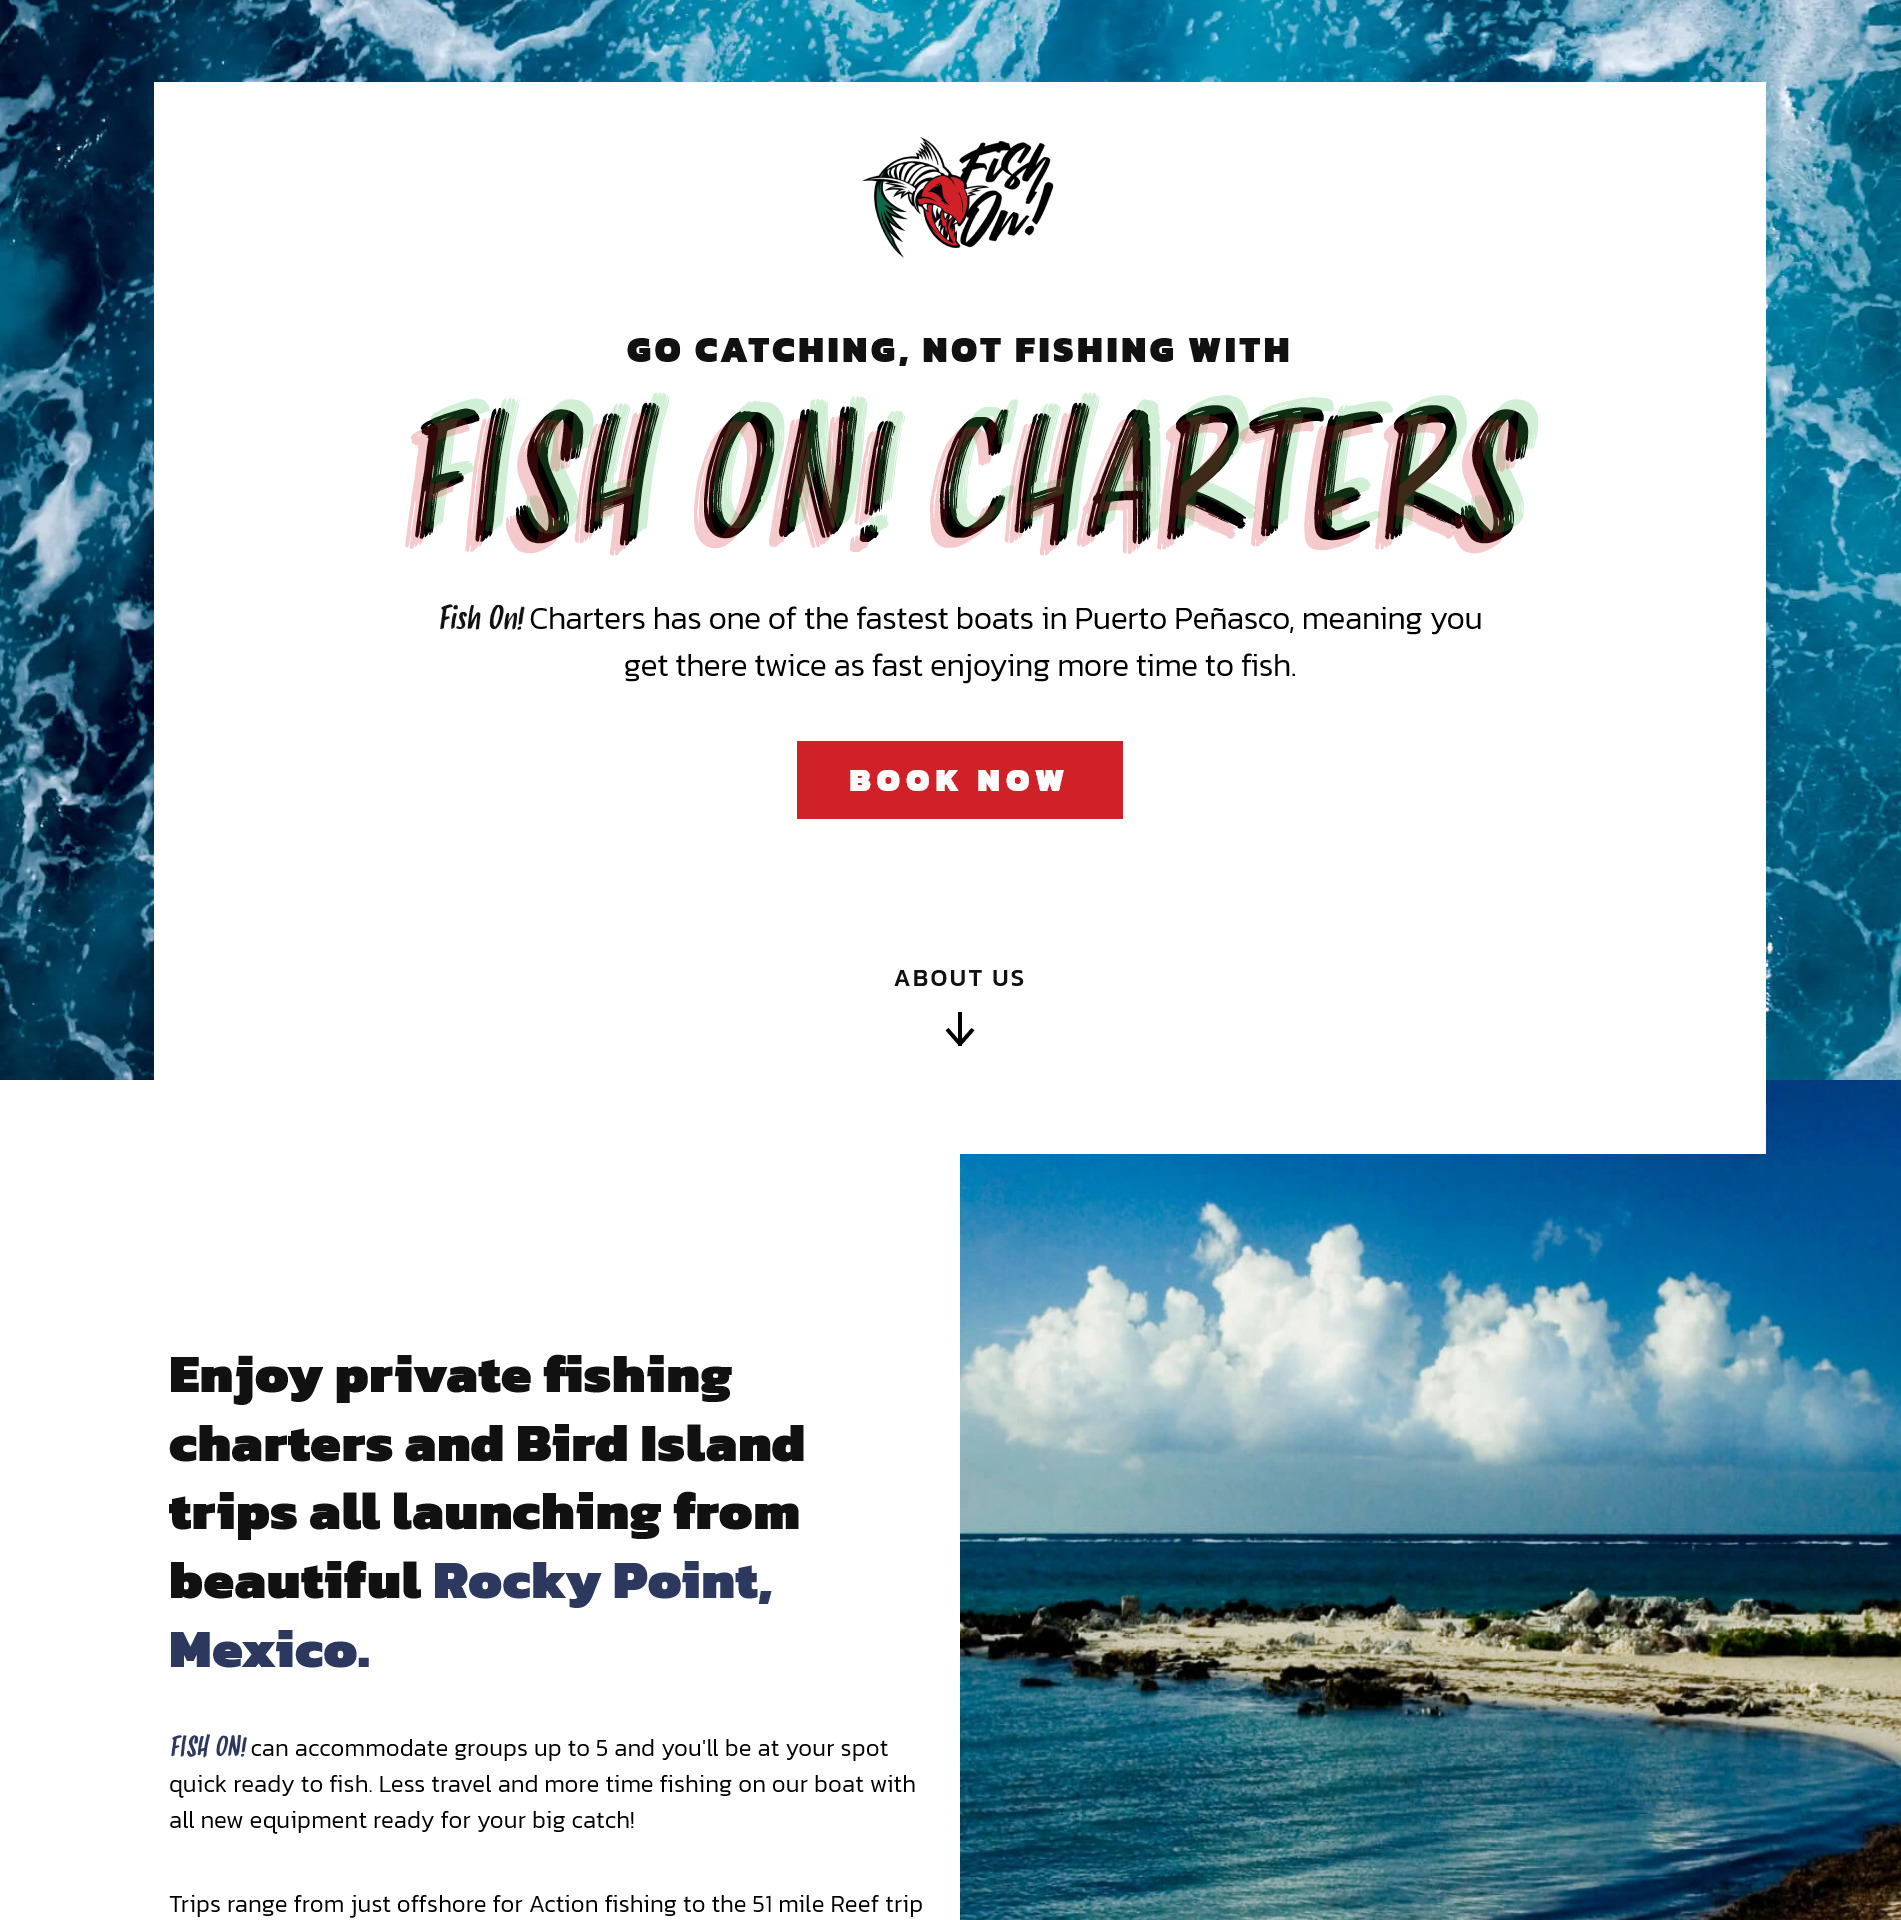 Fish
On!
GO CATCHING, NOT FISHING WITH
FISH ON! CHARTERS
Fish On! Charters has one of the fastest boats in Puerto Peñasco, meaning you
get there twice as fast enjoying more time to fish.
BOOK NOW
ABOUT US
Enjoy private fishing
charters and Bird Island
trips all launching from
beautiful Rocky Point,
Mexico.
FISH ON! can accommodate groups up to 5 and you'll be at your spot
quick ready to fish. Less travel and more time fishing on our boat with
all new equipment ready for your big catch!
Trips range from just offshore for Action fishing to the 51 mile Reef trip